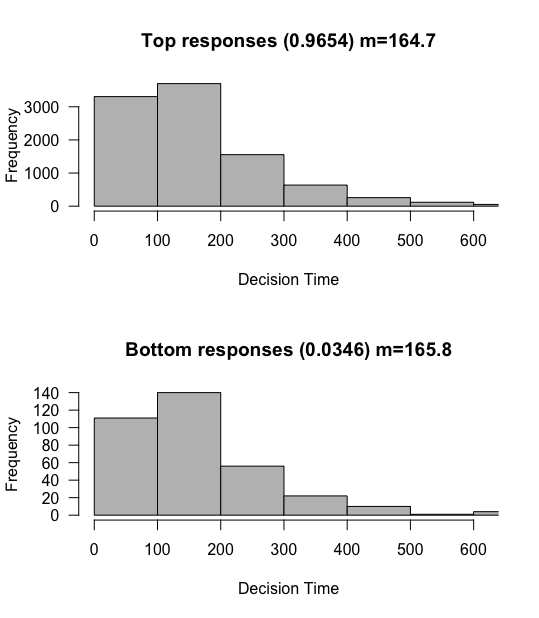 Top responses (0.9654) m=164.7
Frequency
3000
2000
1000
0
0 100 200 300 400 500 600
Decision Time
Bottom responses (0.0346) m=165.8
Frequency
140
120
100
80
60
40
20
0
0 100 200 300 400 500 600
Decision Time